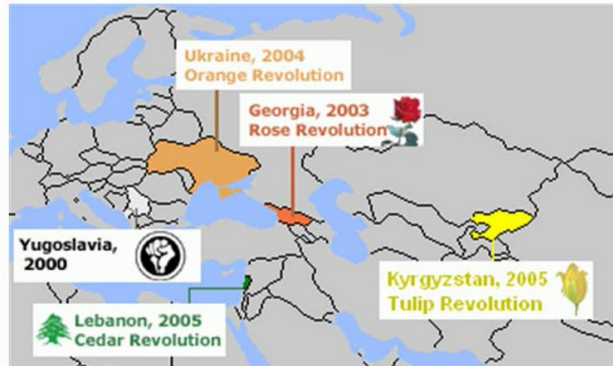 Ukraine, 2004
Orange Revolution
Georgia, 2003
Rose Revolution
Yugoslavia,
2000
Kyrgyzstan, 2005
Tulip Revolution
Lebanon, 2005
Cedar Revolution